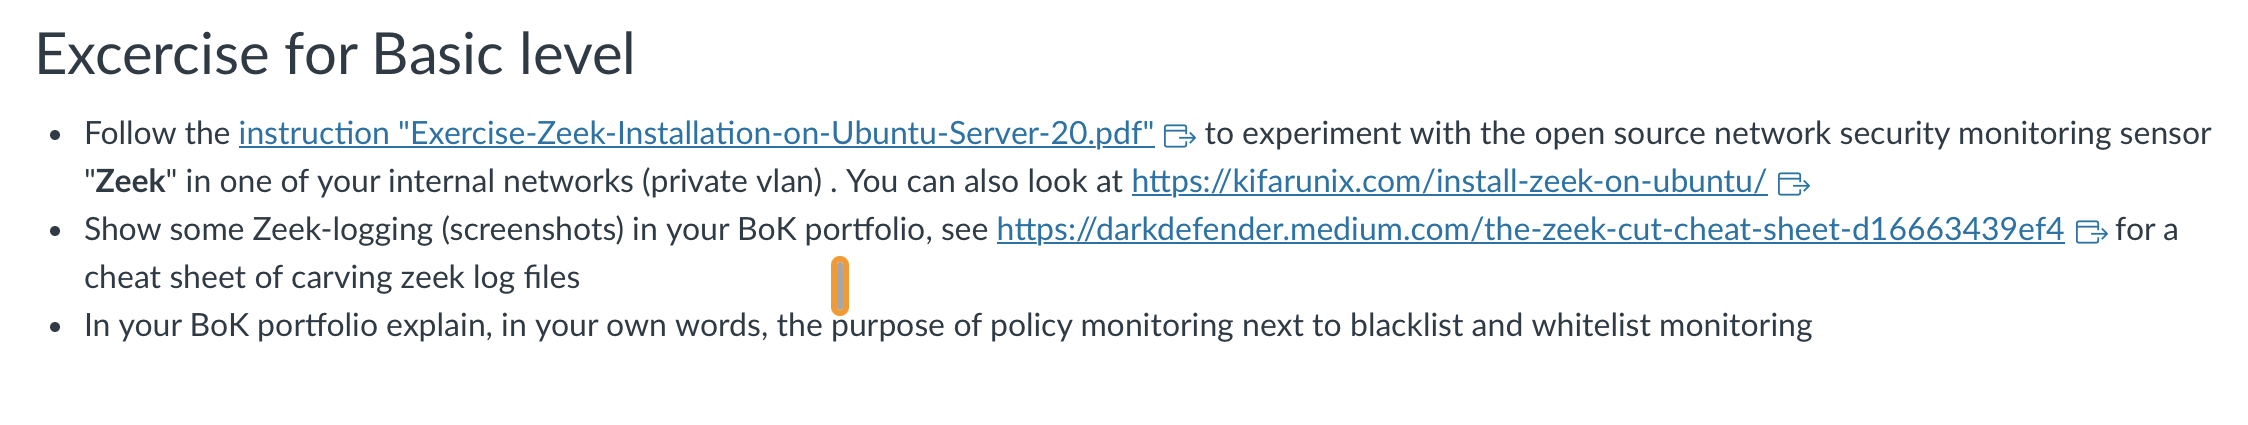 Excercise for Basic level
• Follow the instruction "Exercise-Zeek-Installation-on-Ubuntu-Server-20.pdf" to experiment with the open source network security monitoring sensor
"Zeek" in one of your internal networks (private vlan) . You can also look at https://kifarunix.com/install-zeek-on-ubuntu/
• Show some Zeek-logging (screenshots) in your BoK portfolio, see https://darkdefender.medium.com/the-zeek-cut-cheat-sheet-d16663439ef4 for a
cheat sheet of carving zeek log files
• In your BoK portfolio explain, in your own words, the purpose of policy monitoring next to blacklist and whitelist monitoring